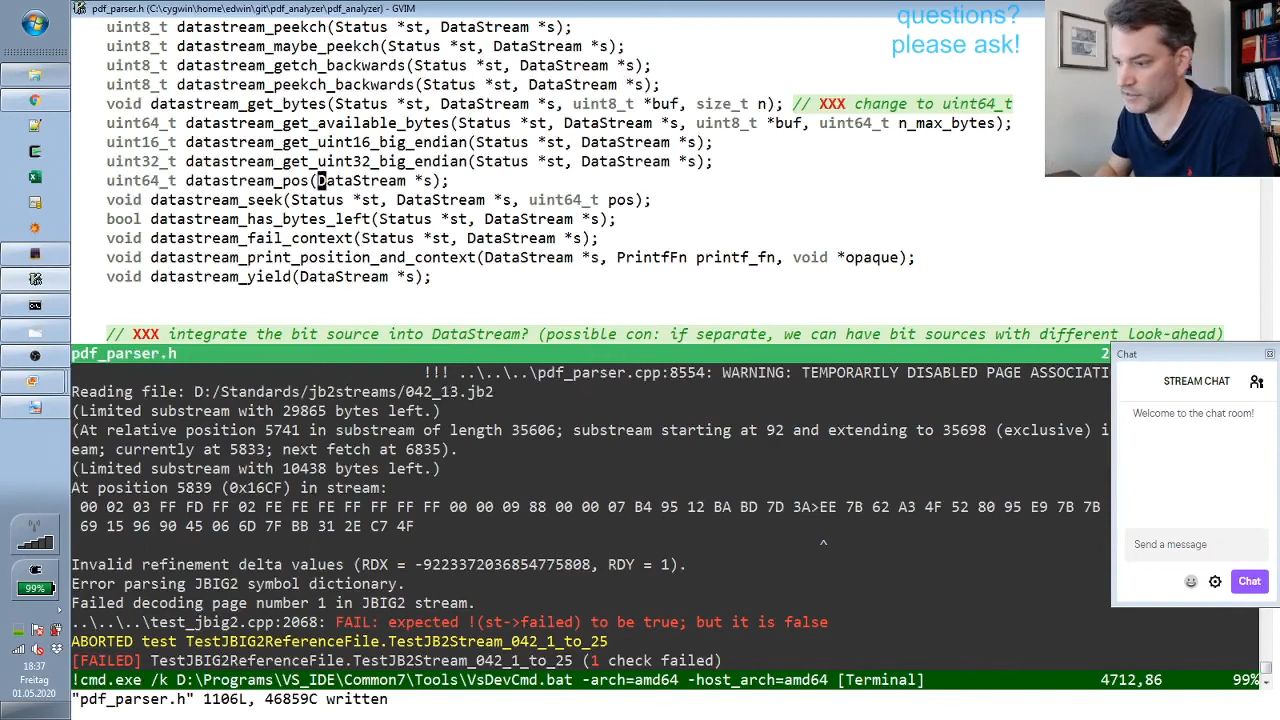 pdf_parser.h (C:\cygwin\home\edwin\git\pdf_analyzer\pdf_analyzer) - GVIM
questions?
please ask!
uint8_t datastream_peekch(Status *st, DataStream *s);
uint8_t datastream_maybe_peekch(Status *st, DataStream *s);
uint8_t datastream_getch_backwards(Status *st, DataStream *s);
uint8_t datastream_peekch_backwards(Status *st, DataStream *s);
void datastream_get_bytes(Status *st, DataStream *s, uint8_t *buf, size_t n); // XXX change to uint64_t
uint64_t datastream_get_available_bytes(Status *st, DataStream *s, uint8_t *buf, uint64_t n_max_bytes);
uint16_t datastream_get_uint16_big_endian(Status *st, DataStream *s);
uint32_t datastream_get_uint32_big_endian(Status *st, DataStream *s);
uint64_t datastream_pos(DataStream *s);
void datastream_seek(Status *st, DataStream *s, uint64_t pos);
bool datastream_has_bytes_left(Status *st, DataStream *s);
void datastream_fail_context(Status *st, DataStream *s);
void datastream_print_position_and_context(DataStream *s, PrintfFn printf_fn, void *opaque);
void datastream_yield(DataStream *s);
// XXX integrate the bit source into DataStream? (possible con: if separate, we can have bit sources with different look-ahead)
pdf_parser.h 2
!!! ..\..\..\pdf_parser.cpp:8554: WARNING: TEMPORARILY DISABLED PAGE ASSOCIATI
Reading file: D:/Standards/jb2streams/042_13.jb2
(Limited substream with 29865 bytes left.)
(At relative position 5741 in substream of length 35606; substream starting at 92 and extending to 35698 (exclusive) i
eam; currently at 5833; next fetch at 6835).
(Limited substream with 10438 bytes left.)
At position 5839 (0x16CF) in stream:
00 02 03 FF FD FF 02 FE FE FE FF FF FF FF 00 00 09 88 00 00 07 B4 95 12 BA BD 7D 3A>EE 7B 62 A3 4F 52 80 95 E9 7B 7B
69 15 96 90 45 06 6D 7F BB 31 2E C7 4F
^
Invalid refinement delta values (RDX = -9223372036854775808, RDY = 1).
Error parsing JBIG2 symbol dictionary.
Failed decoding page number 1 in JBIG2 stream.
..\..\..\test_jbig2.cpp:2068: FAIL: expected !(st->failed) to be true; but it is false
ABORTED test TestJBIG2ReferenceFile.TestJB2Stream_042_1_to_25
[FAILED] TestJBIG2ReferenceFile.TestJB2Stream_042_1_to_25 (1 check failed)
!cmd.exe /k D:\Programs\VS_IDE\Common7\Tools\VsDevCmd.bat -arch=amd64 -host_arch=amd64 [Terminal] 4712,86 99%
"pdf_parser.h" 1106L, 46859C written
Chat
STREAM CHAT
Welcome to the chat room!
Send a message
Chat
99%
18:37
Freitag
01.05.2020